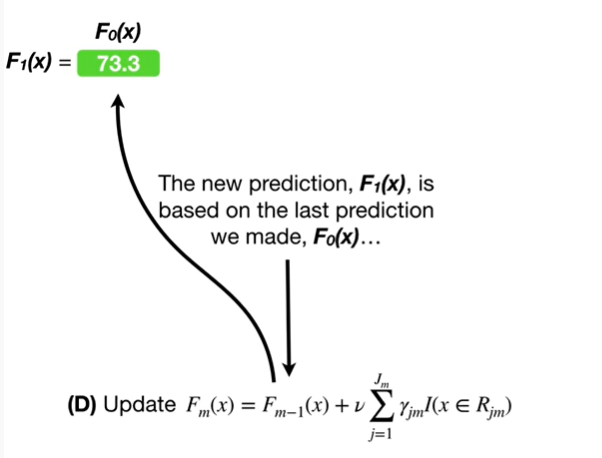 F₀(x)
F₁(x) = 73.3
The new prediction, F₁(x), is
based on the last prediction
we made, F₀(x)…
(D) Update Fₘ(x) = Fₘ₋₁(x) + ν ∑_{j=1}^{Jₘ} γⱼₘI(x ∈ Rⱼₘ)